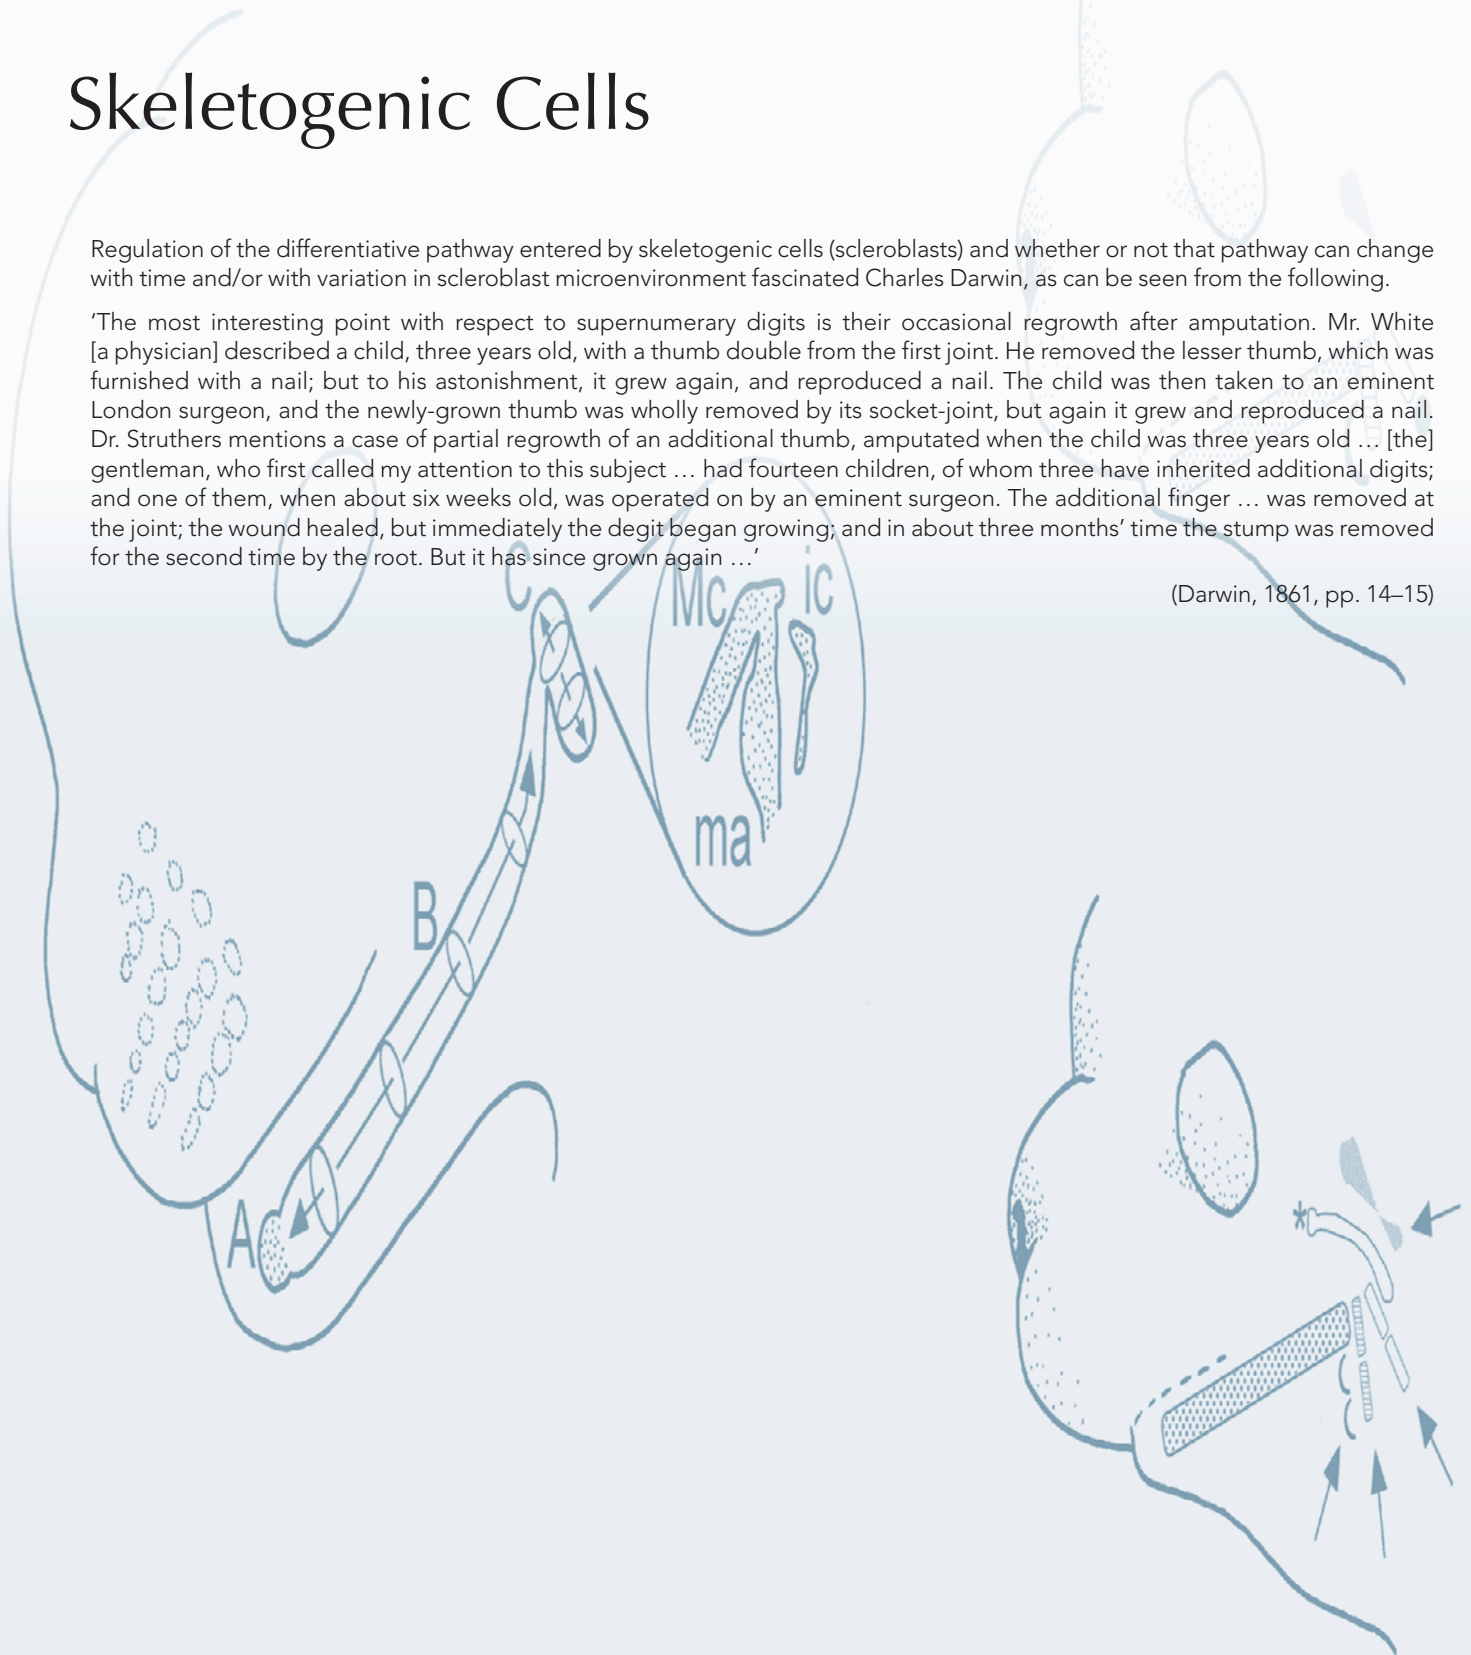 Skeletogenic Cells
Regulation of the differentiative pathway entered by skeletogenic cells (scleroblasts) and whether or not that pathway can change
with time and/or with variation in scleroblast microenvironment fascinated Charles Darwin, as can be seen from the following.
‘The most interesting point with respect to supernumerary digits is their occasional regrowth after amputation. Mr. White
[a physician] described a child, three years old, with a thumb double from the first joint. He removed the lesser thumb, which was
furnished with a nail; but to his astonishment, it grew again, and reproduced a nail. The child was then taken to an eminent
London surgeon, and the newly-grown thumb was wholly removed by its socket-joint, but again it grew and reproduced a nail.
Dr. Struthers mentions a case of partial regrowth of an additional thumb, amputated when the child was three years old … [the]
gentleman, who first called my attention to this subject … had fourteen children, of whom three have inherited additional digits;
and one of them, when about six weeks old, was operated on by an eminent surgeon. The additional finger … was removed at
the joint; the wound healed, but immediately the degit began growing; and in about three months’ time the stump was removed
for the second time by the root. But it has since grown again …’
(Darwin, 1861, pp. 14–15)
C
Mc
ic
ma
B
A
*